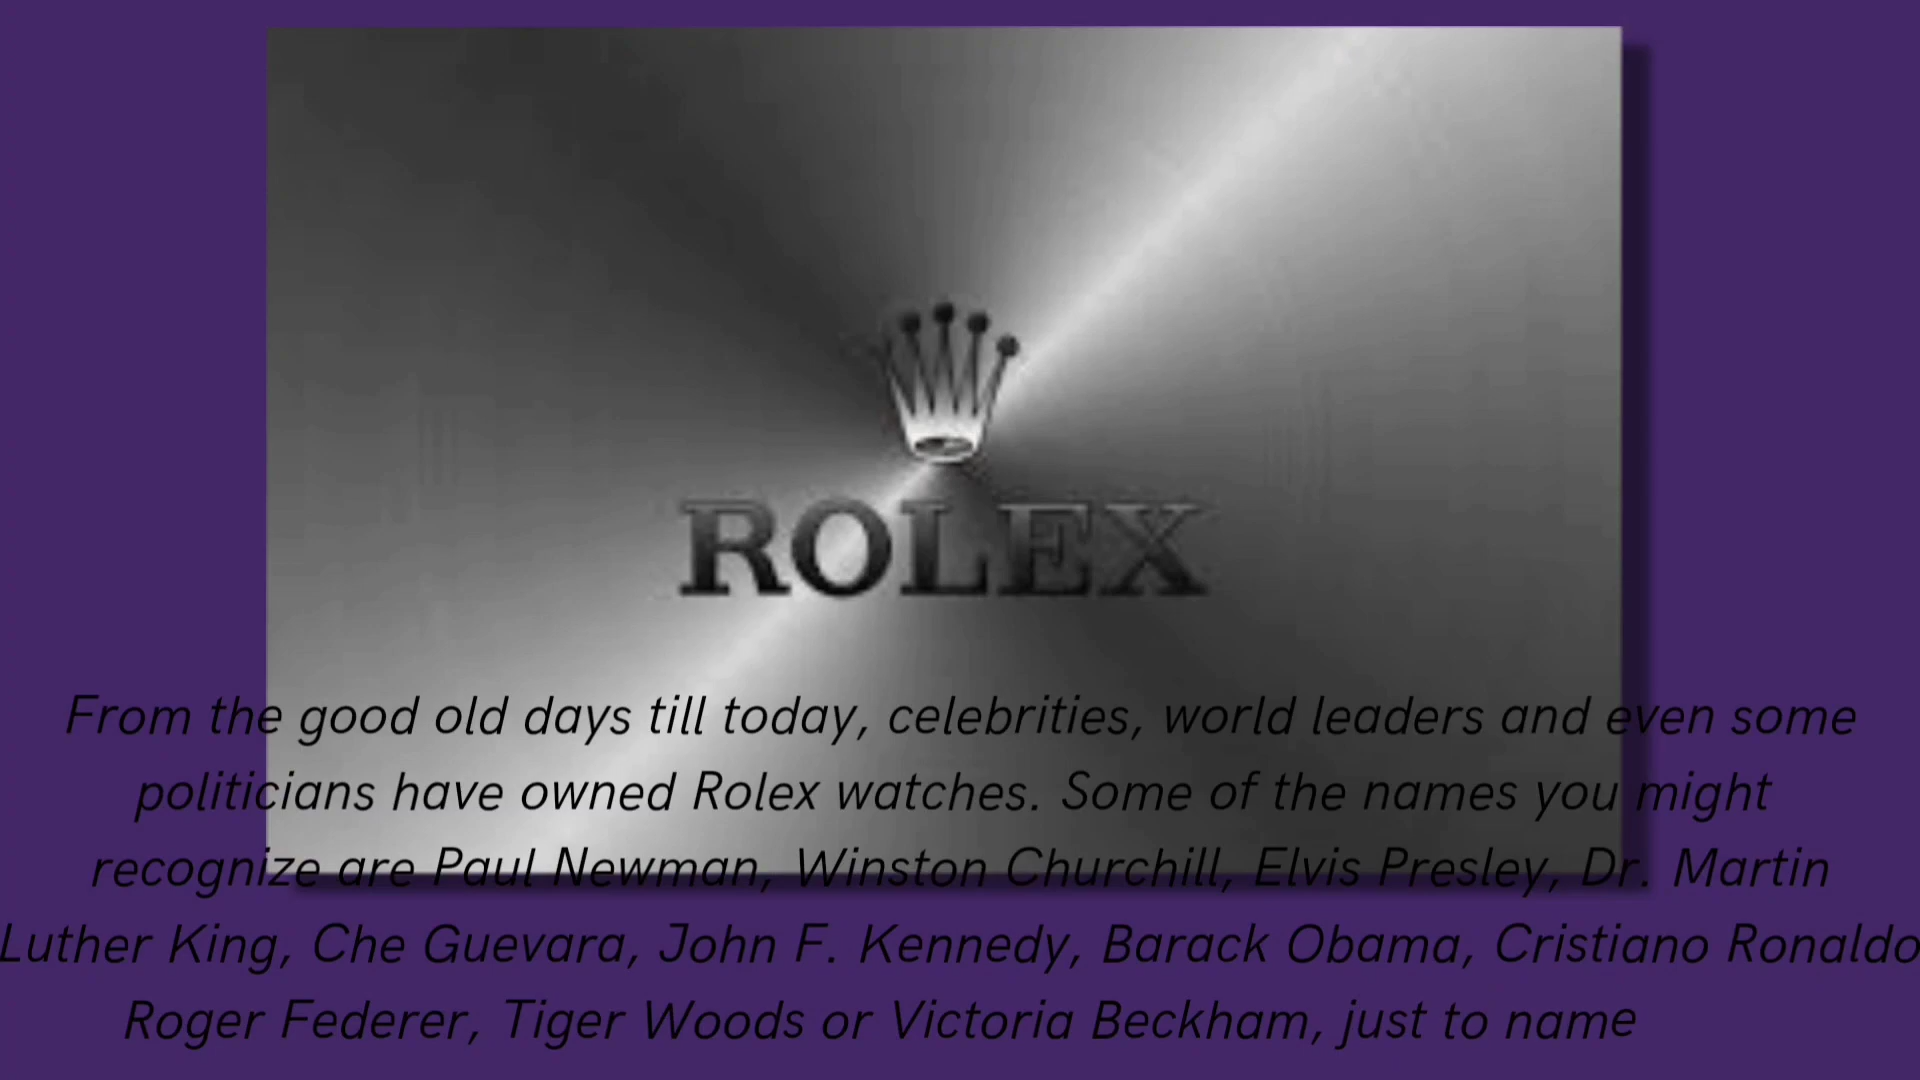 ROLEX
From the good old days till today, celebrities, world leaders and even some
politicians have owned Rolex watches. Some of the names you might
recognize are Paul Newman, Winston Churchill, Elvis Presley, Dr. Martin
Luther King, Che Guevara, John F. Kennedy, Barack Obama, Cristiano Ronaldo
Roger Federer, Tiger Woods or Victoria Beckham, just to name